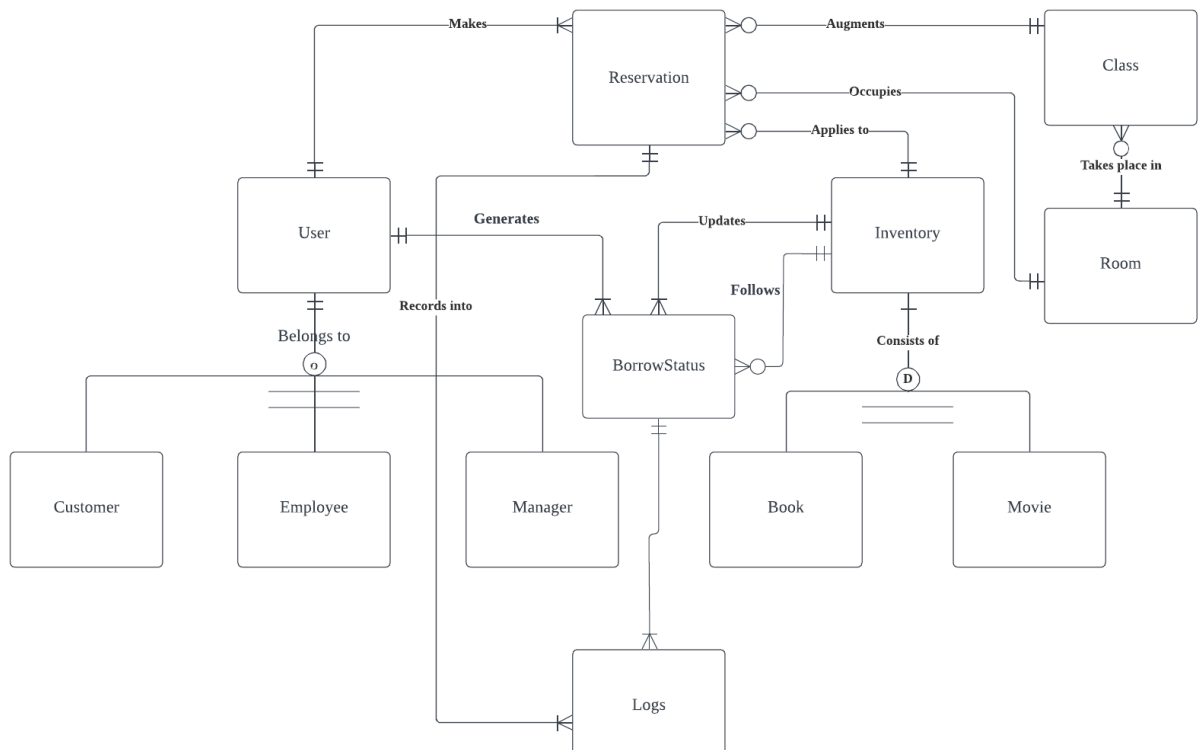 Makes
Augments
Reservation
Class
Occupies
Applies to
Takes place in
Generates
Updates
User
Inventory
Room
Follows
Records into
Belongs to
Consists of
O
BorrowStatus
D
Customer
Employee
Manager
Book
Movie
Logs